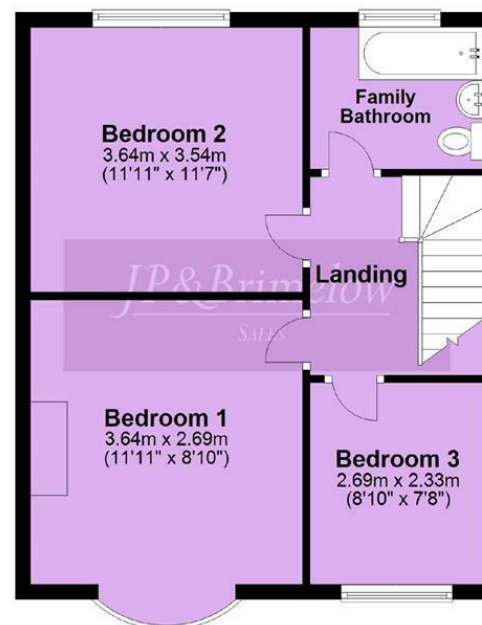 Bedroom 2
3.64m x 3.54m
(11'11" x 11'7")
Family
Bathroom
Landing
JP&Brimelow
SALES
Bedroom 1
3.64m x 2.69m
(11'11" x 8'10")
Bedroom 3
2.69m x 2.33m
(8'10" x 7'8")